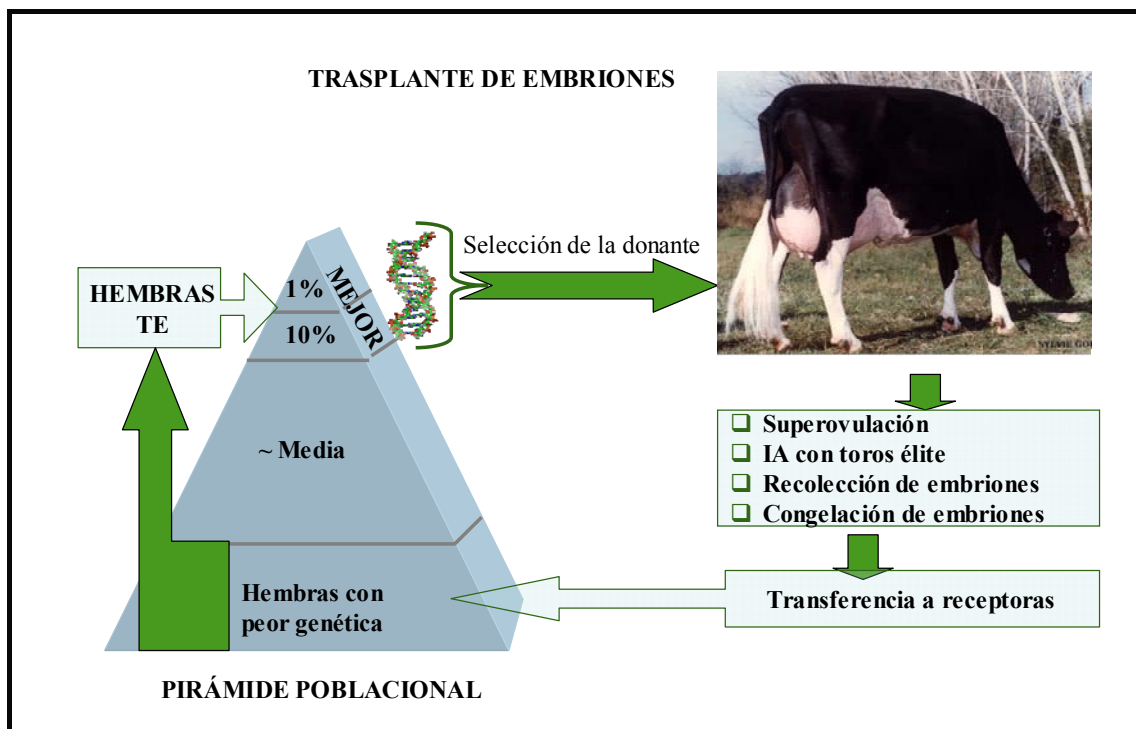 TRASPLANTE DE EMBRIONES
Selección de la donante
HEMBRAS
TE
1%
10%
MEJOR
~ Media
Hembras con
peor genética
PIRÁMIDE POBLACIONAL
❑ Superovulación
❑ IA con toros élite
❑ Recolección de embriones
❑ Congelación de embriones
Transferencia a receptoras